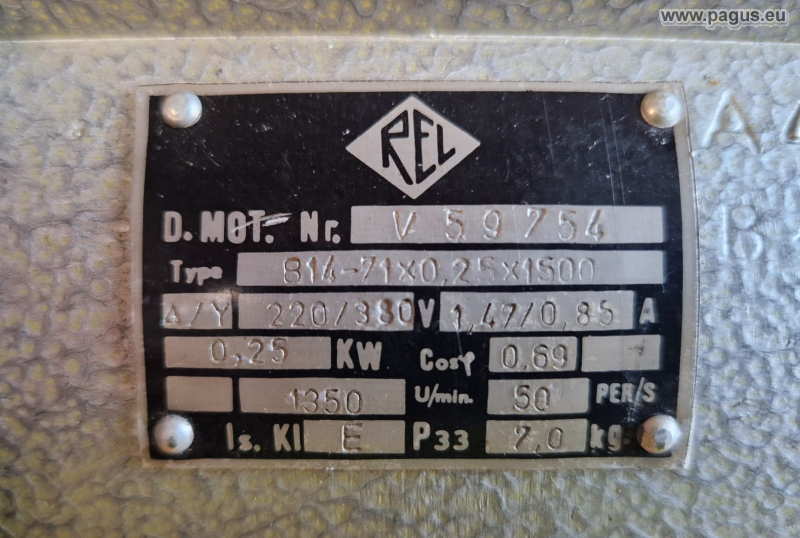 www.pagus.eu
REL
D. MOT. Nr. V 59754
Type B14-71x0,25x1500
Δ/Y 220/380 V 1,47/0,85 A
0,25 KW Cosφ 0,69
1350 U/min. 50 PER/S
Is. Kl E P33 7,0 kg.
A
B